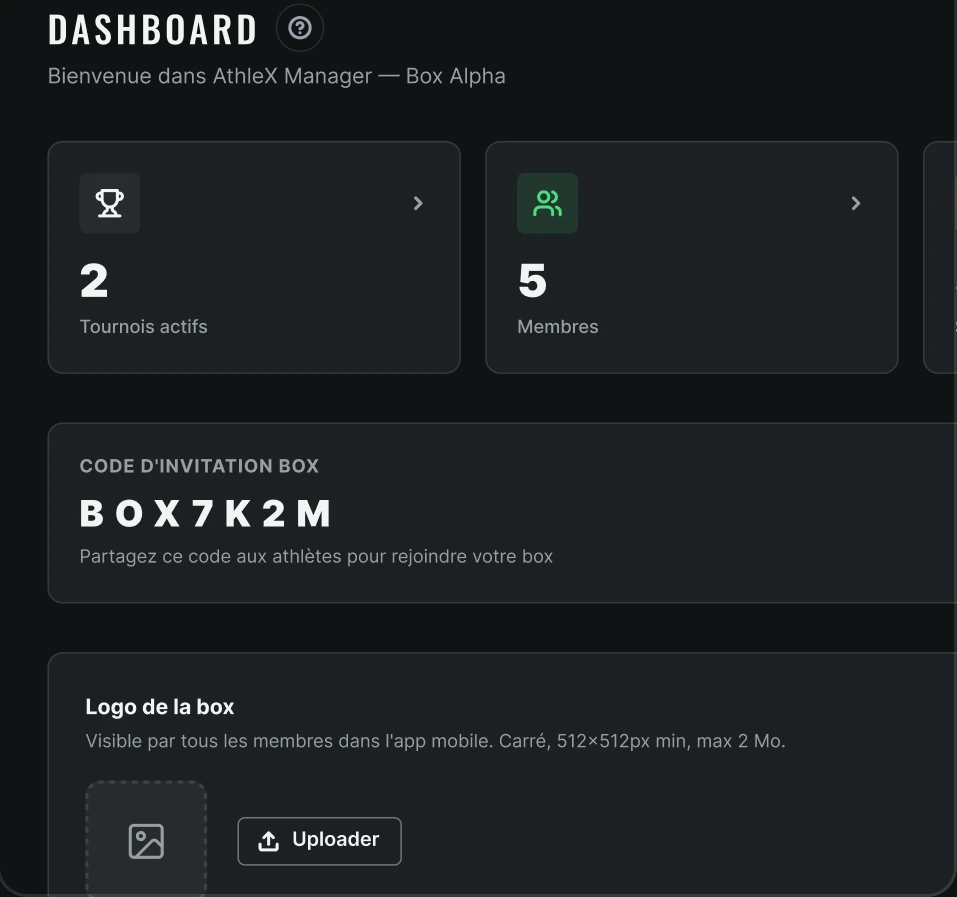 DASHBOARD
Bienvenue dans AthleX Manager — Box Alpha
2
Tournois actifs
5
Membres
CODE D'INVITATION BOX
BOX7K2M
Partagez ce code aux athlètes pour rejoindre votre box
Logo de la box
Visible par tous les membres dans l'app mobile. Carré, 512×512px min, max 2 Mo.
Uploader